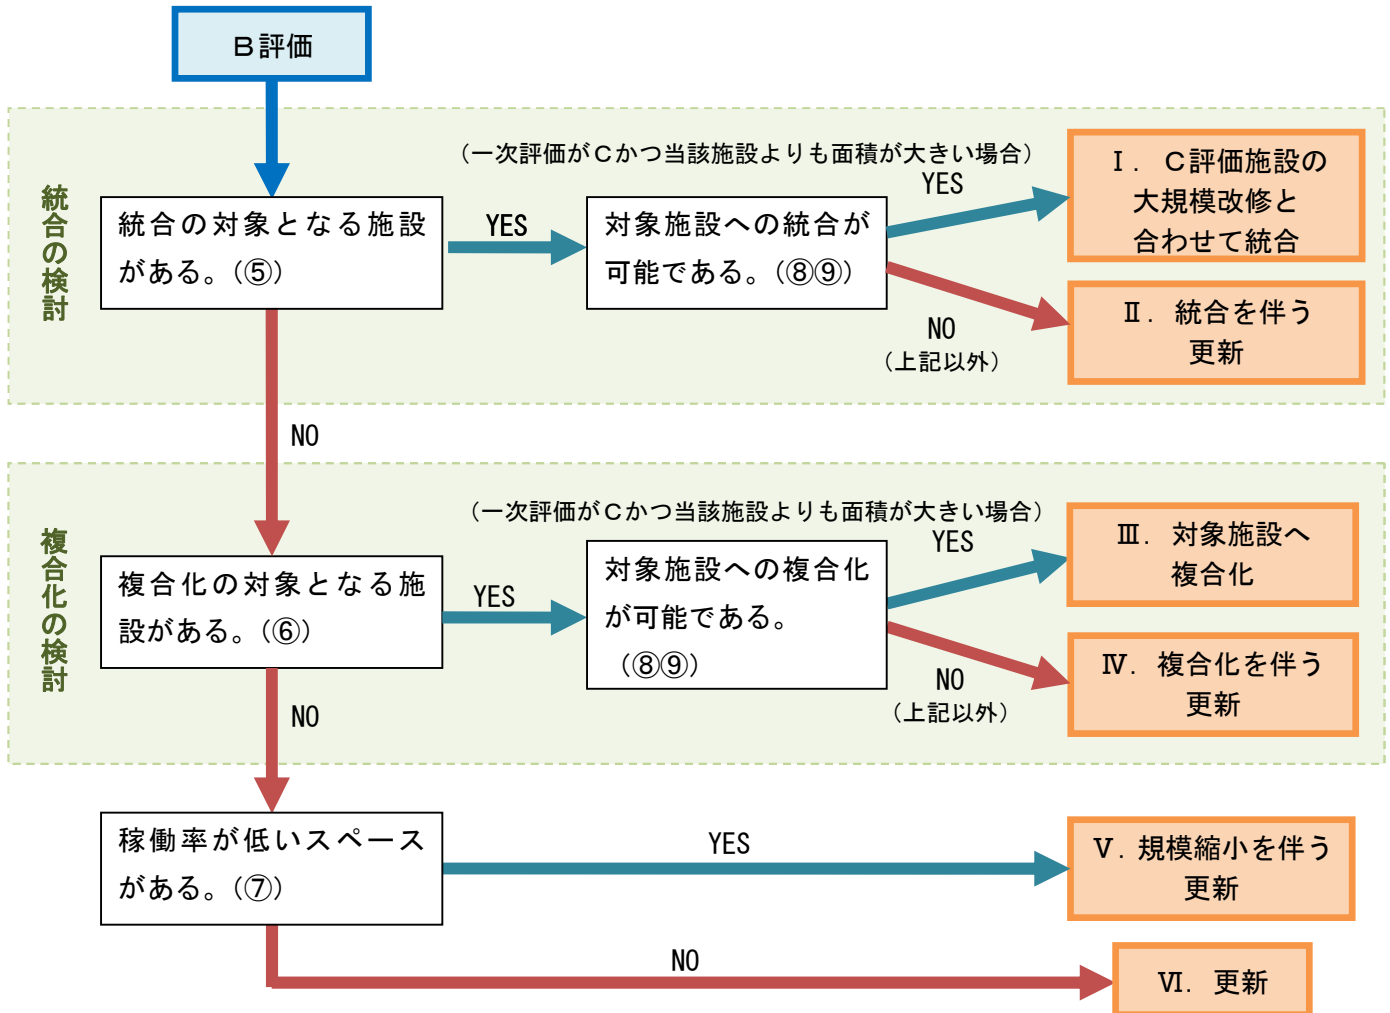 B評価
統合の検討
(一次評価がCかつ当該施設よりも面積が大きい場合)
統合の対象となる施設
がある。(⑤)
YES
対象施設への統合が
可能である。(⑧⑨)
YES
Ⅰ. C評価施設の
大規模改修と
合わせて統合
NO
(上記以外)
Ⅱ. 統合を伴う
更新
NO
複合化の検討
(一次評価がCかつ当該施設よりも面積が大きい場合)
複合化の対象となる施
設がある。(⑥)
YES
対象施設への複合化
が可能である。
(⑧⑨)
YES
Ⅲ. 対象施設へ
複合化
NO
(上記以外)
Ⅳ. 複合化を伴う
更新
NO
稼働率が低いスペース
がある。(⑦)
YES
Ⅴ. 規模縮小を伴う
更新
NO
Ⅵ. 更新